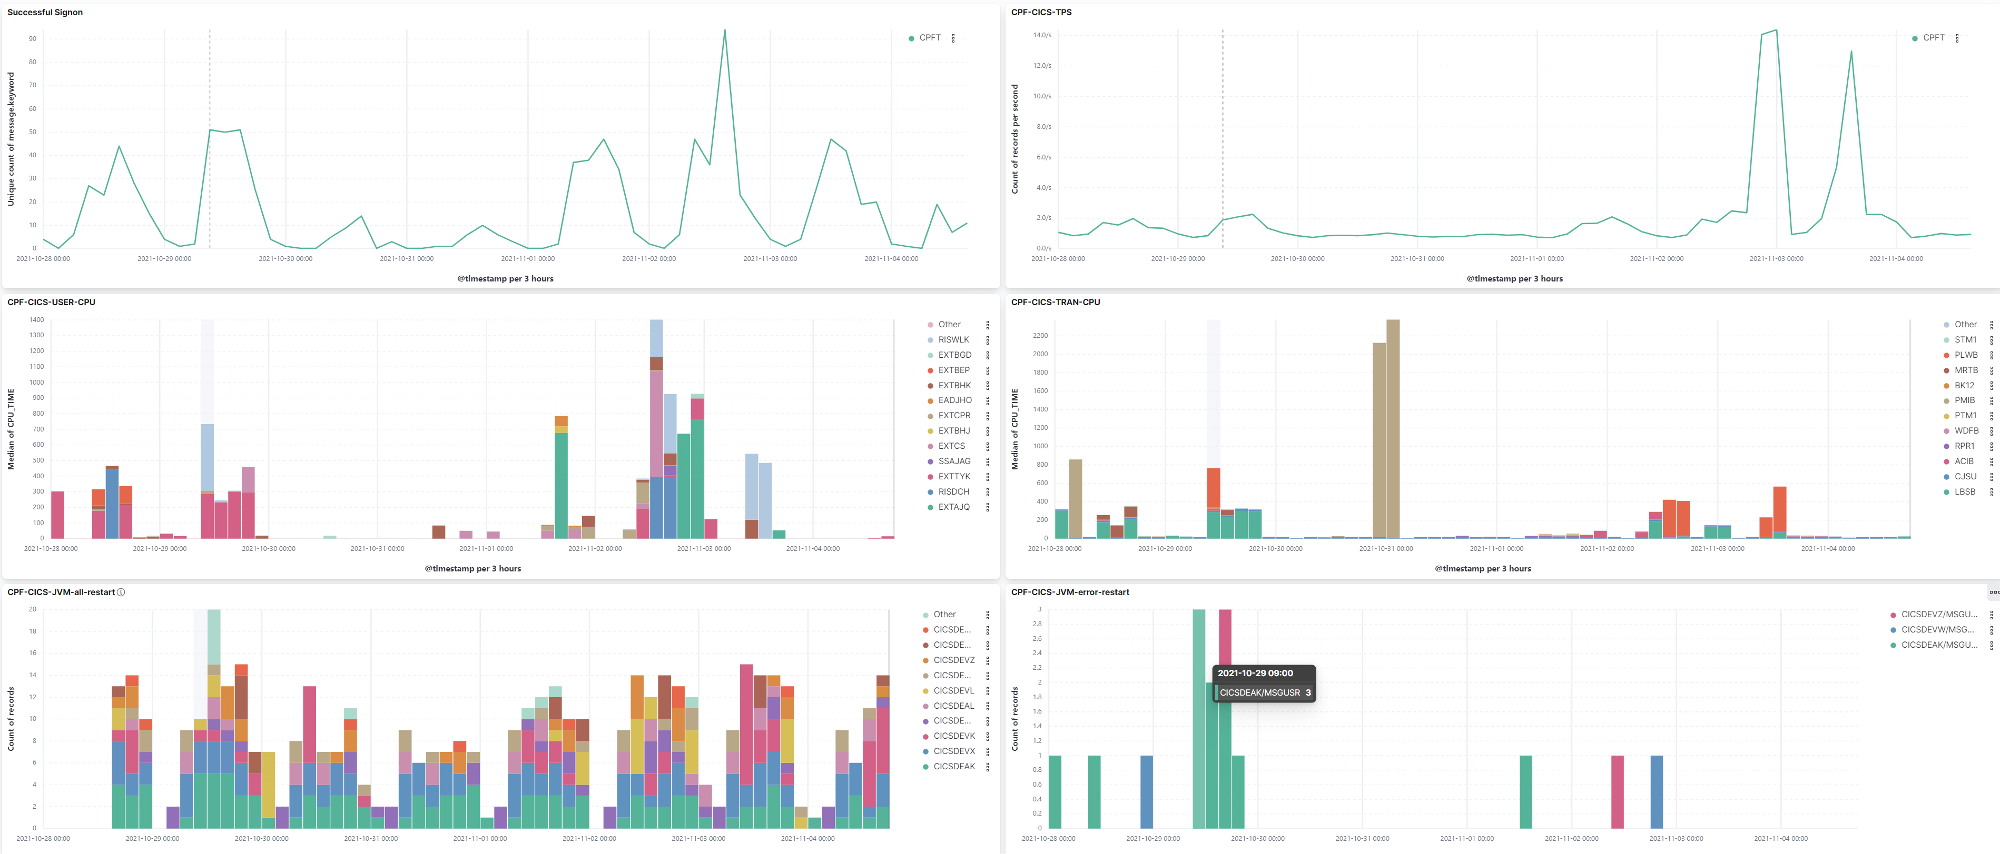 Successful Signon
Unique count of message.keyword
90
80
70
60
50
40
30
20
10
0
2021-10-28 00:00
2021-10-29 00:00
2021-10-30 00:00
2021-10-31 00:00
2021-11-01 00:00
2021-11-02 00:00
2021-11-03 00:00
2021-11-04 00:00
@timestamp per 3 hours
CPFT
CPF-CICS-TPS
Count of records per second
14.0/s
12.0/s
10.0/s
8.0/s
6.0/s
4.0/s
2.0/s
0.0/s
2021-10-28 00:00
2021-10-29 00:00
2021-10-30 00:00
2021-10-31 00:00
2021-11-01 00:00
2021-11-02 00:00
2021-11-03 00:00
2021-11-04 00:00
@timestamp per 3 hours
CPFT
CPF-CICS-USER-CPU
Median of CPU_TIME
1400
1300
1200
1100
1000
900
800
700
600
500
400
300
200
100
0
2021-10-28 00:00
2021-10-29 00:00
2021-10-30 00:00
2021-10-31 00:00
2021-11-01 00:00
2021-11-02 00:00
2021-11-03 00:00
2021-11-04 00:00
@timestamp per 3 hours
Other
RISWLK
EXTBGD
EXTBEP
EXTBHK
EADJHO
EXTCPR
EXTBHJ
EXTCS
SSAJAG
EXTTYK
RISDCH
EXTAJQ
CPF-CICS-TRAN-CPU
Median of CPU_TIME
2200
2000
1800
1600
1400
1200
1000
800
600
400
200
0
2021-10-28 00:00
2021-10-29 00:00
2021-10-30 00:00
2021-10-31 00:00
2021-11-01 00:00
2021-11-02 00:00
2021-11-03 00:00
2021-11-04 00:00
@timestamp per 3 hours
Other
STM1
PLWB
MRTB
BK12
PMIB
PTM1
WDFB
RPR1
ACIB
CJSU
LBSB
CPF-CICS-JVM-all-restart
Count of records
20
18
16
14
12
10
8
6
4
2
0
2021-10-28 00:00
2021-10-29 00:00
2021-10-30 00:00
2021-10-31 00:00
2021-11-01 00:00
2021-11-02 00:00
2021-11-03 00:00
2021-11-04 00:00
Other
CICSDE...
CICSDE...
CICSDEVZ
CICSDE...
CICSDEVL
CICSDEAL
CICSDE...
CICSDEVK
CICSDEVX
CICSDEAK
CPF-CICS-JVM-error-restart
Count of records
3
2.8
2.6
2.4
2.2
2
1.8
1.6
1.4
1.2
1
0.8
0.6
0.4
0.2
0
2021-10-28 00:00
2021-10-29 00:00
2021-10-30 00:00
2021-10-31 00:00
2021-11-01 00:00
2021-11-02 00:00
2021-11-03 00:00
2021-11-04 00:00
2021-10-29 09:00
CICSDEAK/MSGUSR 3
CICSDEVZ/MSGU...
CICSDEVW/MSG...
CICSDEAK/MSGU...